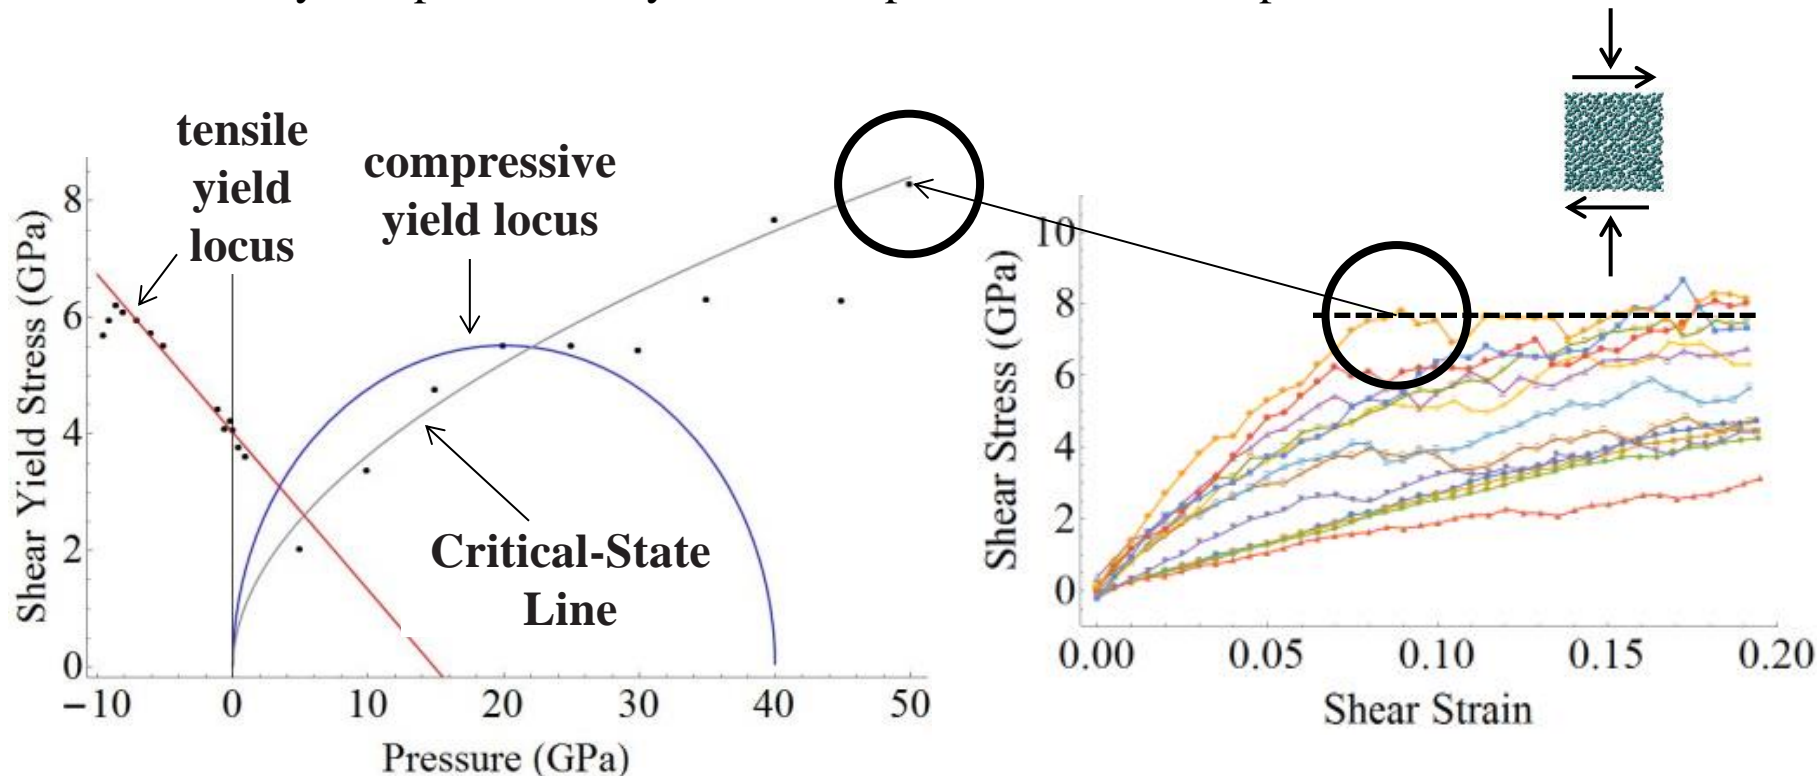 tensile
yield
locus
compressive
yield locus
Critical-State
Line
Shear Yield Stress (GPa)
8
6
4
2
0
−10 0 10 20 30 40 50
Pressure (GPa)
Shear Stress (GPa)
10
8
6
4
2
0
0.00 0.05 0.10 0.15 0.20
Shear Strain